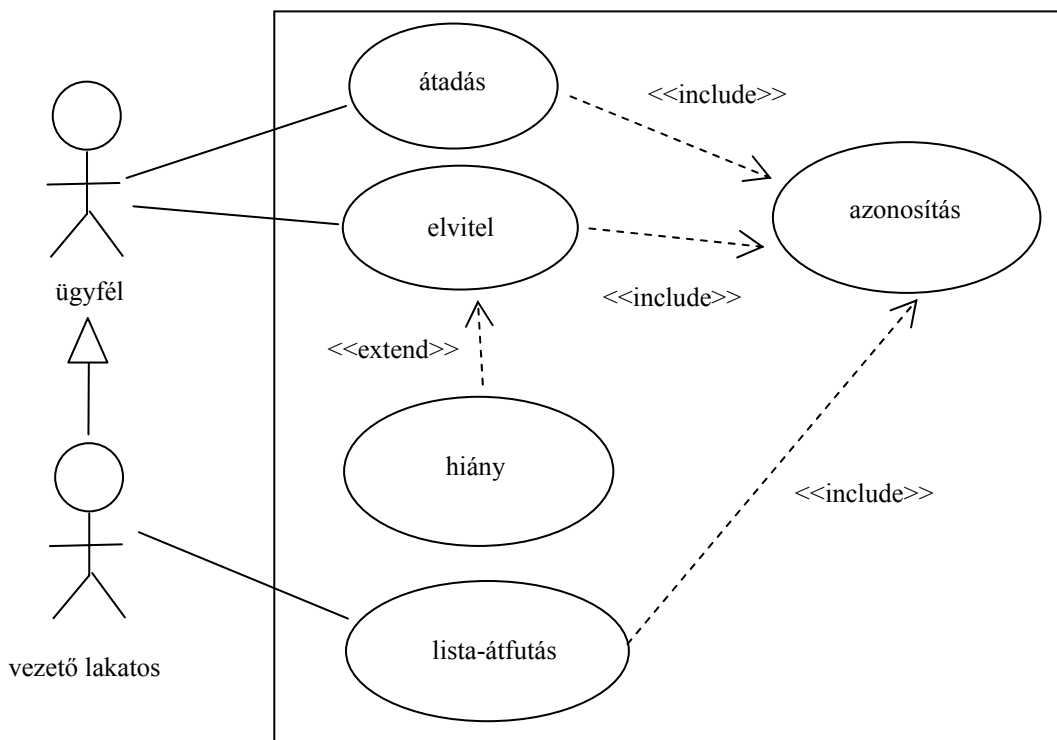 átadás
<<include>>
azonosítás
elvitel
ügyfél
<<include>>
<<extend>>
hiány
<<include>>
lista-átfutás
vezető lakatos